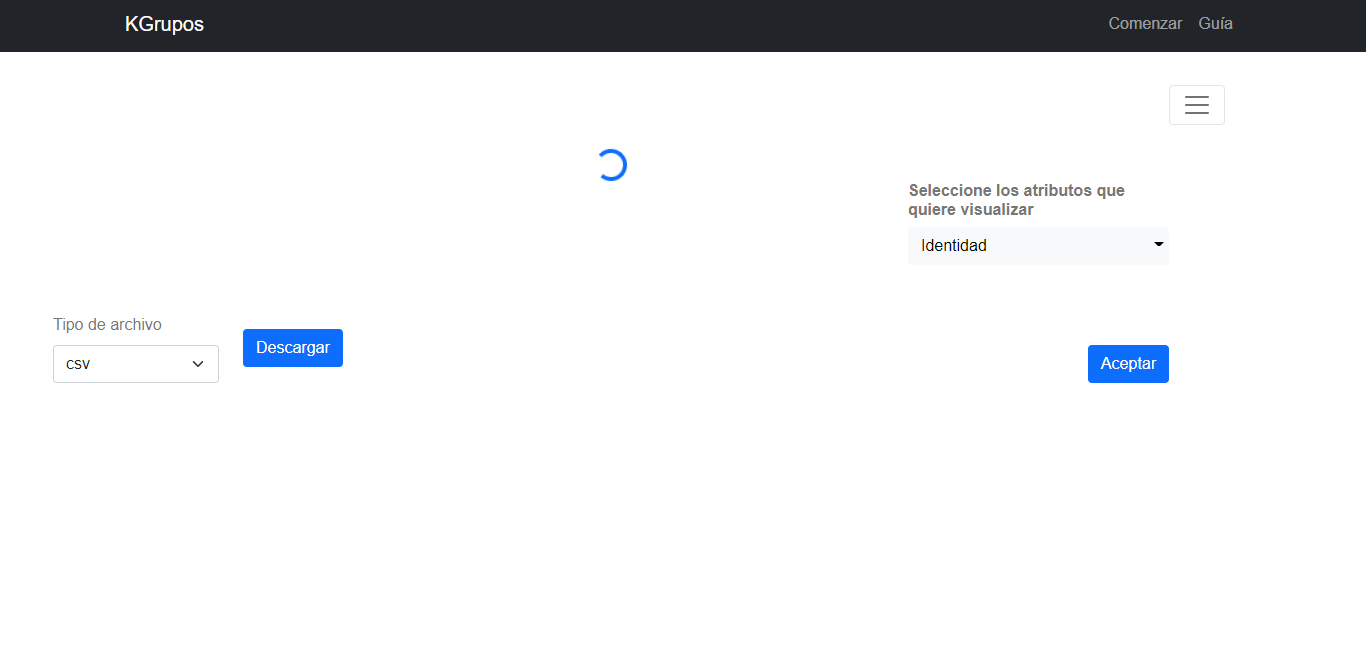 KGrupos
Comenzar
Guía
Seleccione los atributos que
quiere visualizar
Identidad
Tipo de archivo
csv
Descargar
Aceptar